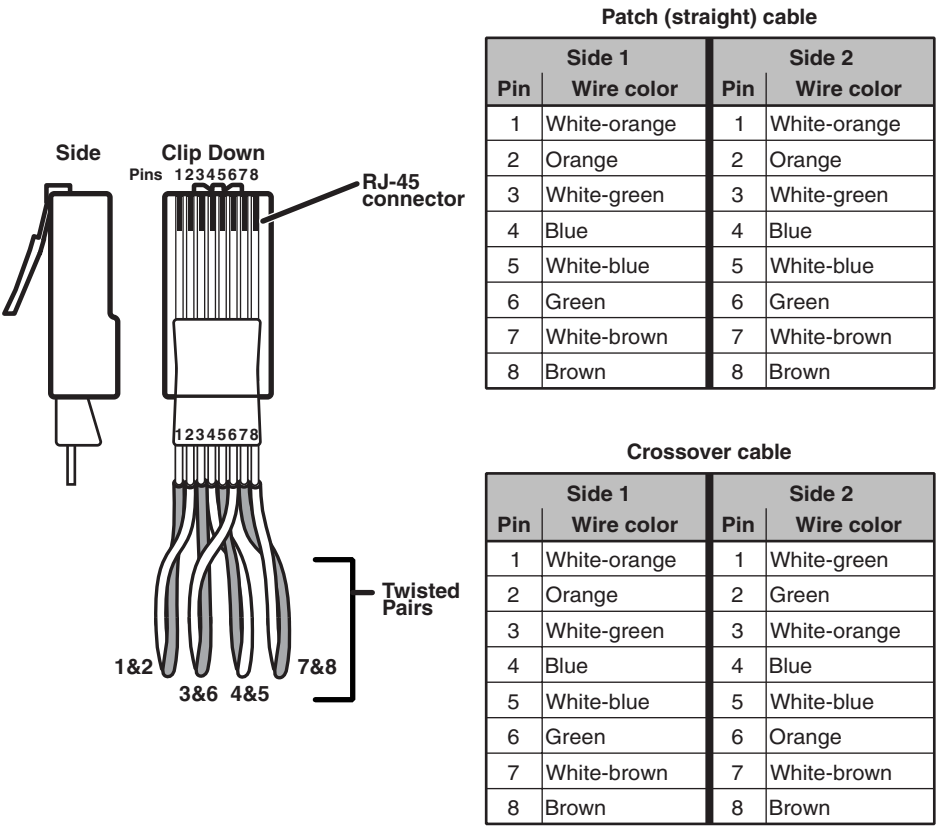 Side
Clip Down
Pins 12345678
RJ-45
connector
12345678
Twisted
Pairs
1&2
3&6
4&5
7&8
Patch (straight) cable
Side 1 Side 2
Pin Wire color Pin Wire color
1 White-orange 1 White-orange
2 Orange 2 Orange
3 White-green 3 White-green
4 Blue 4 Blue
5 White-blue 5 White-blue
6 Green 6 Green
7 White-brown 7 White-brown
8 Brown 8 Brown
Crossover cable
Side 1 Side 2
Pin Wire color Pin Wire color
1 White-orange 1 White-green
2 Orange 2 Green
3 White-green 3 White-orange
4 Blue 4 Blue
5 White-blue 5 White-blue
6 Green 6 Orange
7 White-brown 7 White-brown
8 Brown 8 Brown